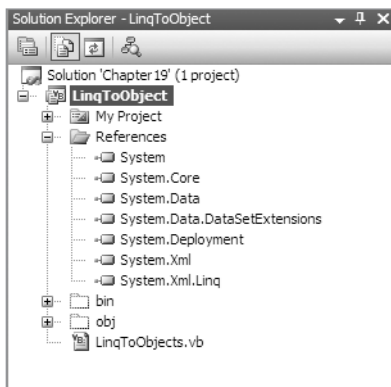 Solution Explorer - LinqToObject
Solution 'Chapter 19' (1 project)
LinqToObject
My Project
References
System
System.Core
System.Data
System.Data.DataSetExtensions
System.Deployment
System.Xml
System.Xml.Linq
bin
obj
LinqToObjects.vb